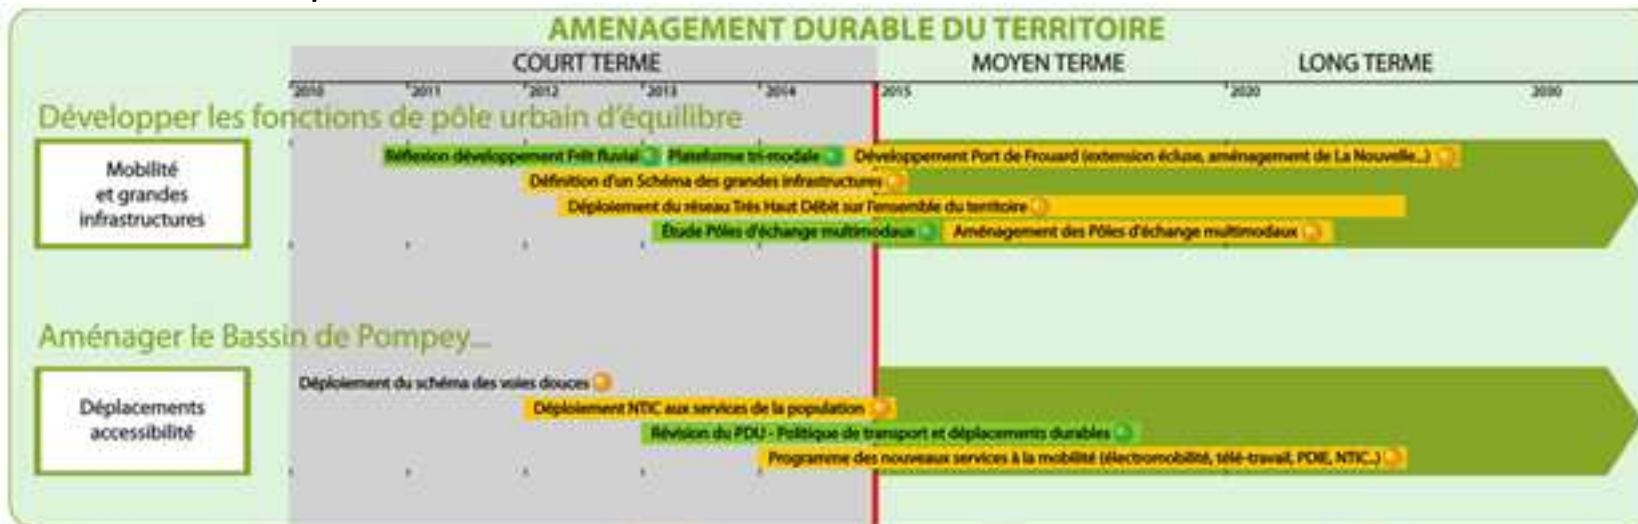 AMENAGEMENT DURABLE DU TERRITOIRE
COURT TERME MOYEN TERME LONG TERME
2010 2011 2012 2013 2014 2015 2020 2030
Développer les fonctions de pôle urbain d'équilibre
Mobilité
et grandes
infrastructures
Réflexion développement Frêt fluvial Plateforme tri-modale Développement Port de Frouard (extension écluse, aménagement de La Nouvelle...)
Définition d'un Schéma des grandes infrastructures
Déploiement du réseau Très Haut Débit sur l'ensemble du territoire
Étude Pôles d'échange multimodaux Aménagement des Pôles d'échange multimodaux
Aménager le Bassin de Pompey...
Déplacements
accessibilité
Déploiement du schéma des voies douces
Déploiement NTIC aux services de la population
Révision du PDU - Politique de transport et déplacements durables
Programme des nouveaux services à la mobilité (électromobilité, télé-travail, PDIE, NTIC..)